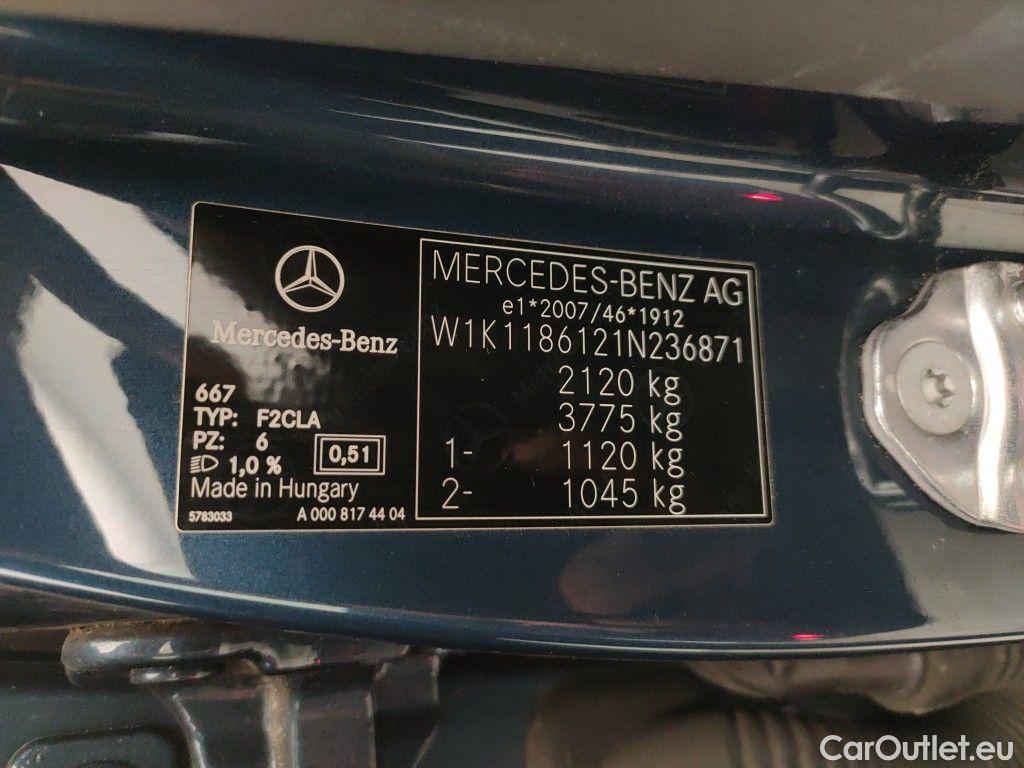 Mercedes-Benz
667
TYP: F2CLA
PZ: 6
1,0 %
0,51
Made in Hungary
5763033
A 000 817 44 04
MERCEDES-BENZ AG
e1*2007/46*1912
W1K1186121N236871
2120 kg
3775 kg
1- 1120 kg
2- 1045 kg
CarOutlet.eu